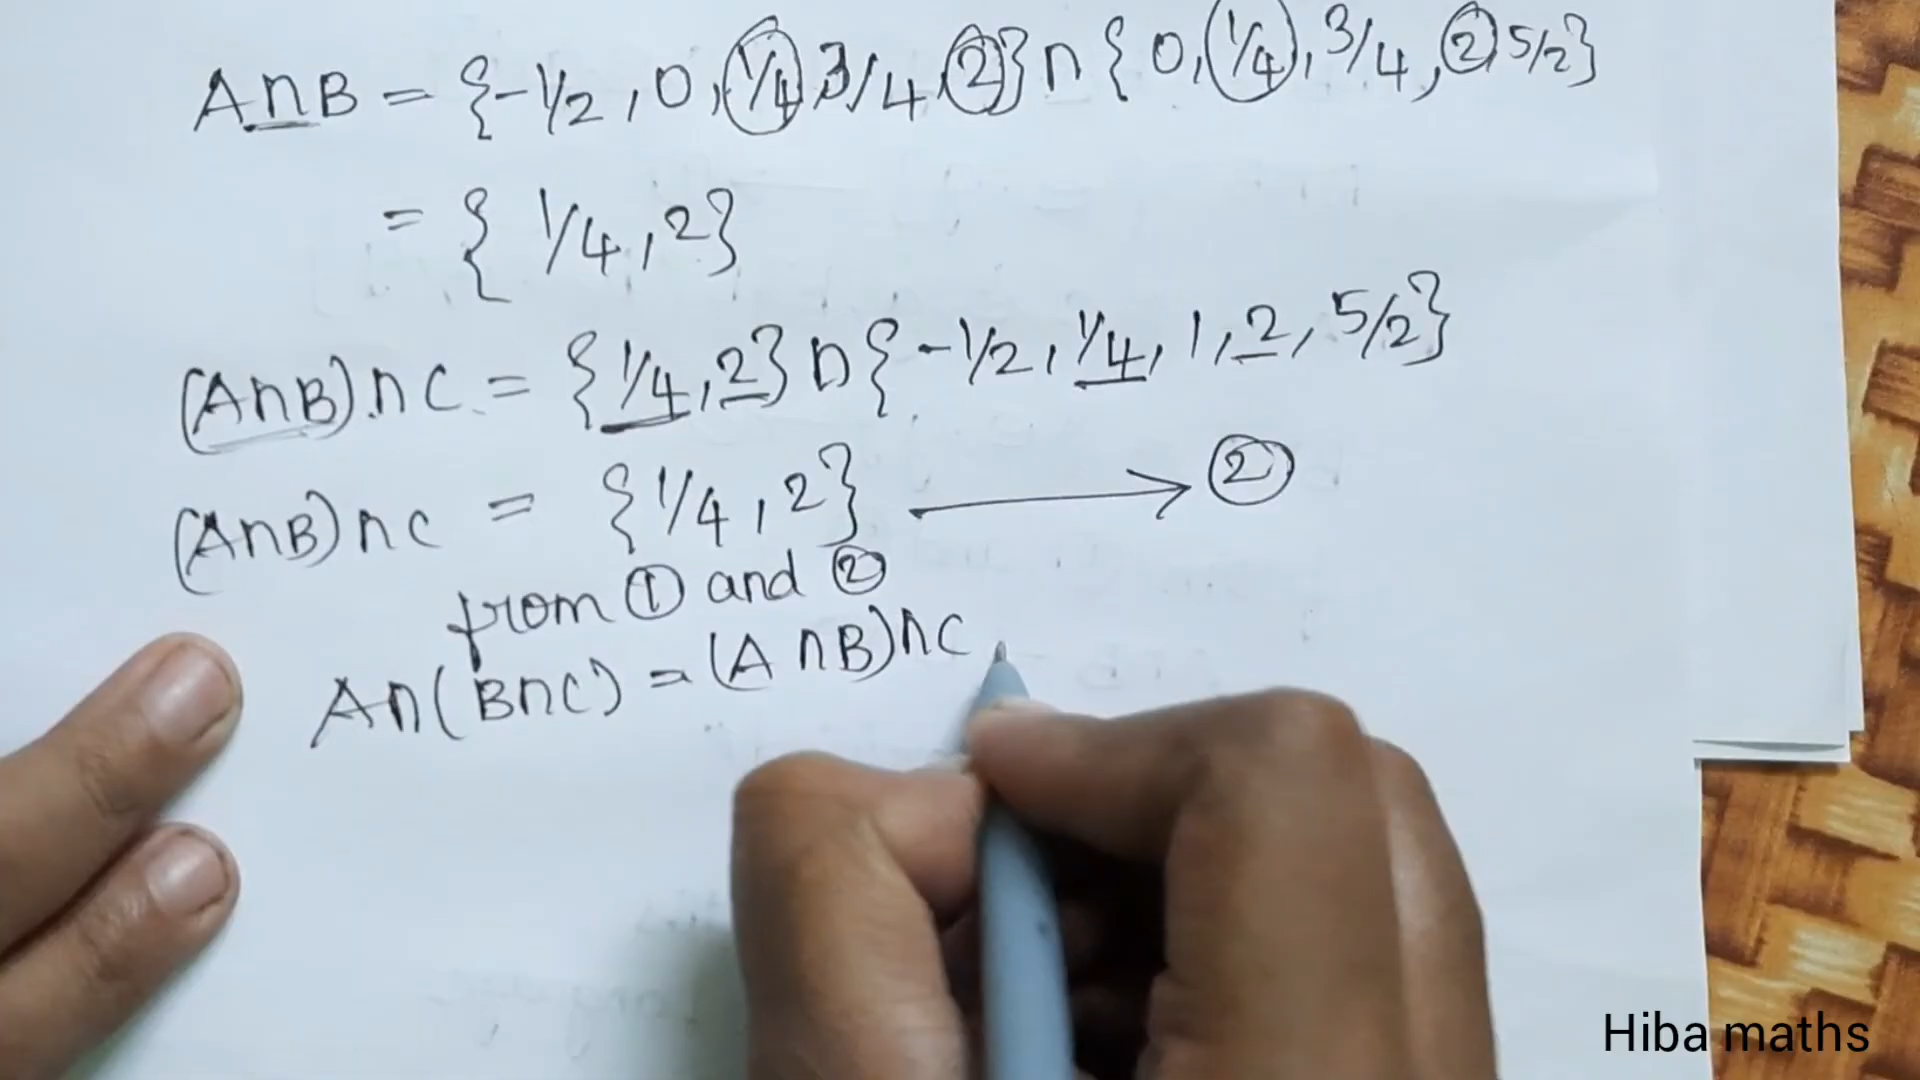 A∩B = {-1/2, 0, 1/4, 3/4, 2} ∩ {0, 1/4, 3/4, 2, 5/2}
= {1/4, 2}
(A∩B)∩C = {1/4, 2} ∩ {-1/2, 1/4, 1, 2, 5/2}
(A∩B)∩C = {1/4, 2} → ②
from ① and ②
A∩(B∩C) = (A∩B)∩C
Hiba maths